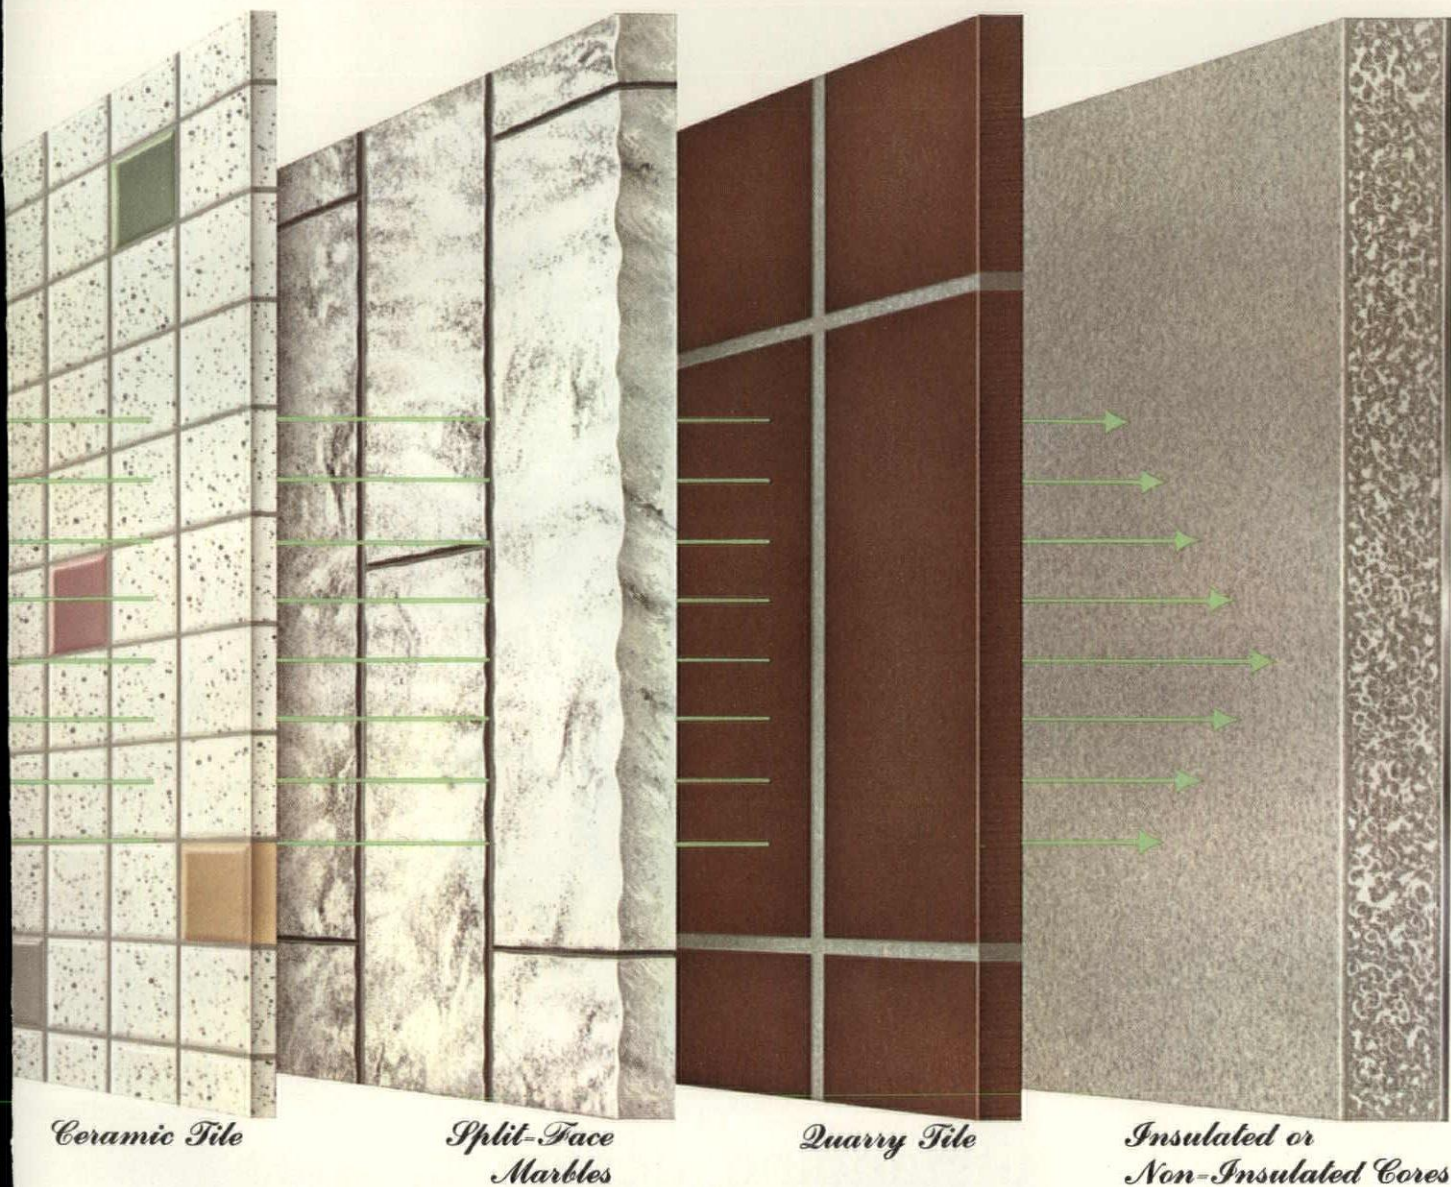 Ceramic Tile
Split-Face
Marbles
Quarry Tile
Insulated or
Non-Insulated Cores